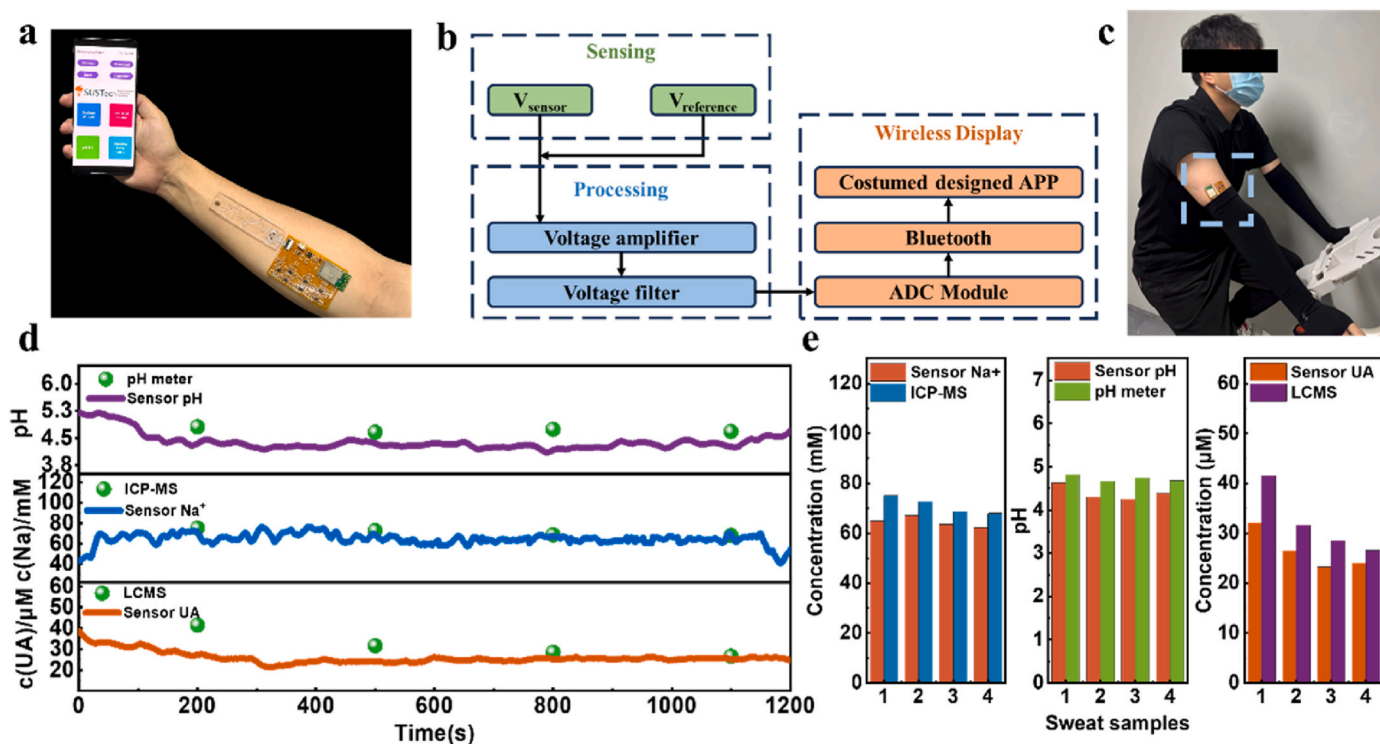 a
SUSTech
b
Sensing
V sensor
V reference
Processing
Voltage amplifier
Voltage filter
Wireless Display
Costumed designed APP
Bluetooth
ADC Module
c
d
pH meter
Sensor pH
pH
6.0
5.3
4.5
3.8
ICP-MS
Sensor Na⁺
c(Na)/mM
120
100
80
60
40
LCMS
Sensor UA
c(UA)/μM
60
50
40
30
20
0 200 400 600 800 1000 1200
Time(s)
e
Sensor Na+
ICP-MS
Concentration (mM)
120
100
80
60
40
20
0
1 2 3 4
Sensor pH
pH meter
pH
7
6
5
4
3
2
1
0
1 2 3 4
Sweat samples
Sensor UA
LCMS
Concentration (μM)
60
50
40
30
20
10
0
1 2 3 4